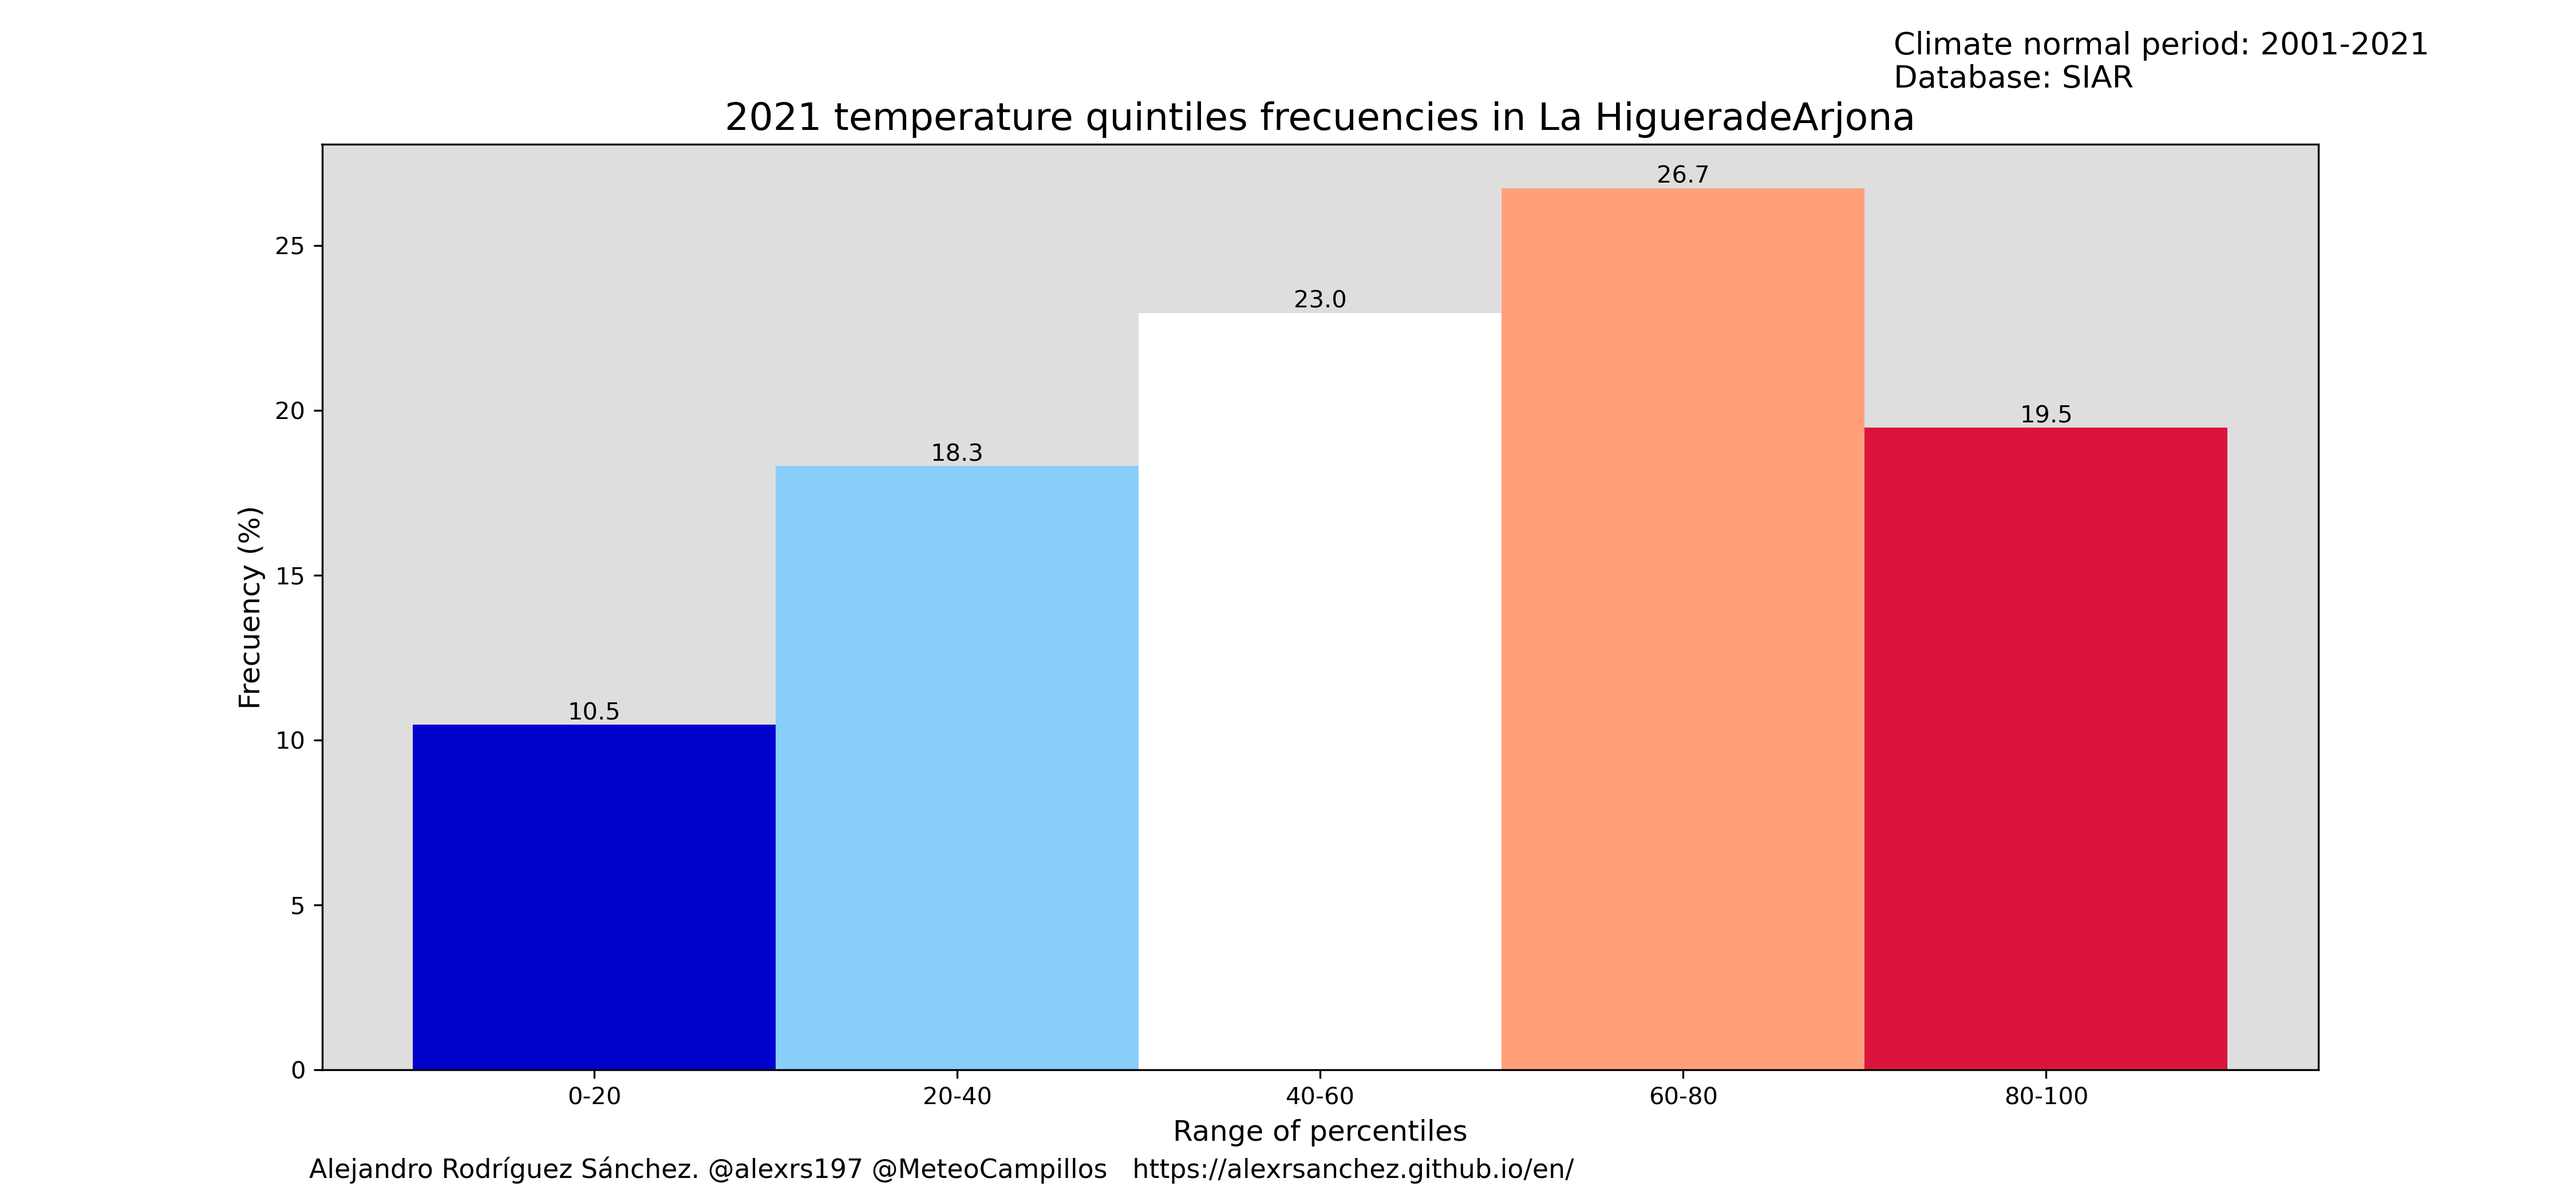 Climate normal period: 2001-2021
Database: SIAR
2021 temperature quintiles frecuencies in La HigueradeArjona
26.7
25
23.0
20
19.5
18.3
Frecuency (%)
15
10.5
10
5
0
0-20 20-40 40-60 60-80 80-100
Range of percentiles
Alejandro Rodríguez Sánchez. @alexrs197 @MeteoCampillos https://alexrsanchez.github.io/en/